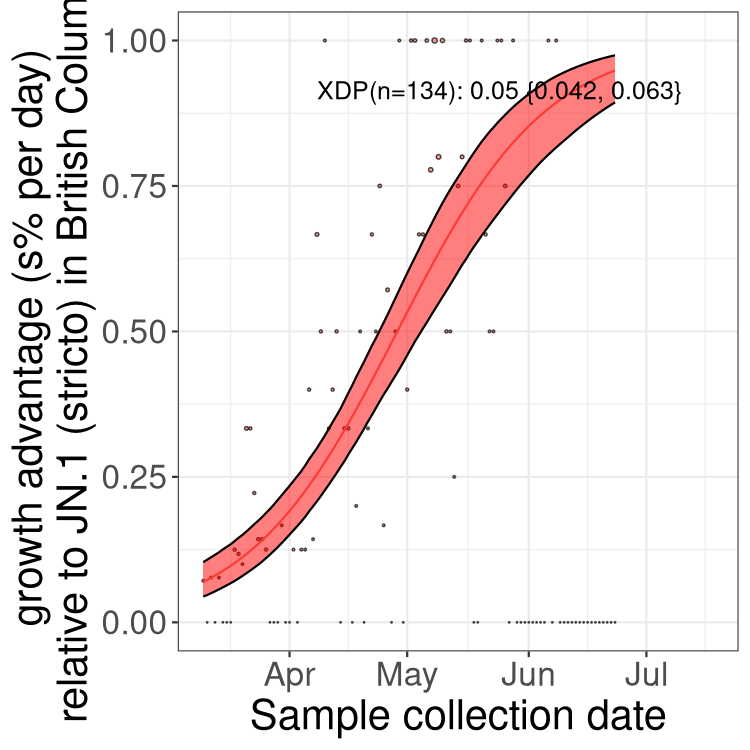 growth advantage (s% per day)
relative to JN.1 (stricto) in British Colum
1.00
0.75
0.50
0.25
0.00
XDP(n=134): 0.05 {0.042, 0.063}
Apr May Jun Jul
Sample collection date